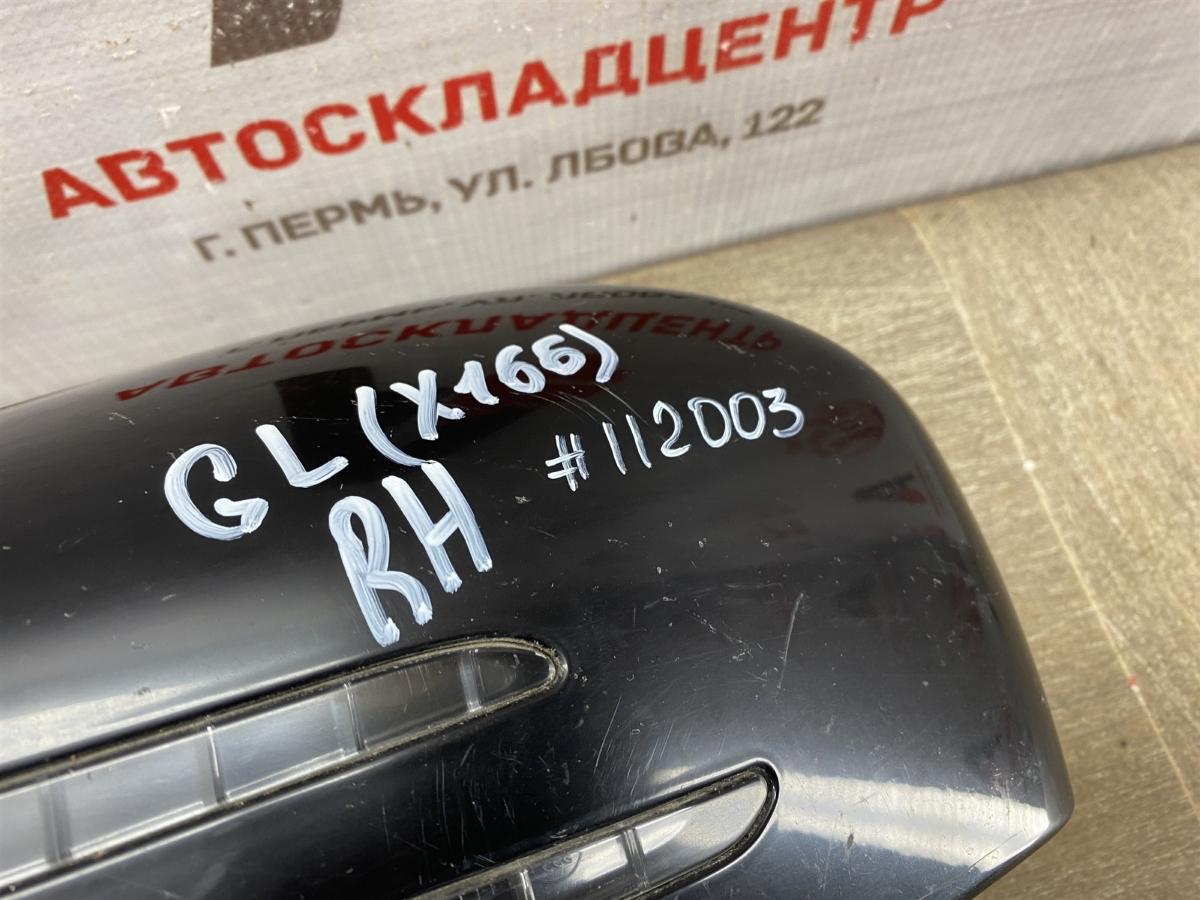 АВТОСКЛАДЦЕНТР
Г. ПЕРМЬ, УЛ. ЛБОВА, 122
GL (X166)
#112003
RH